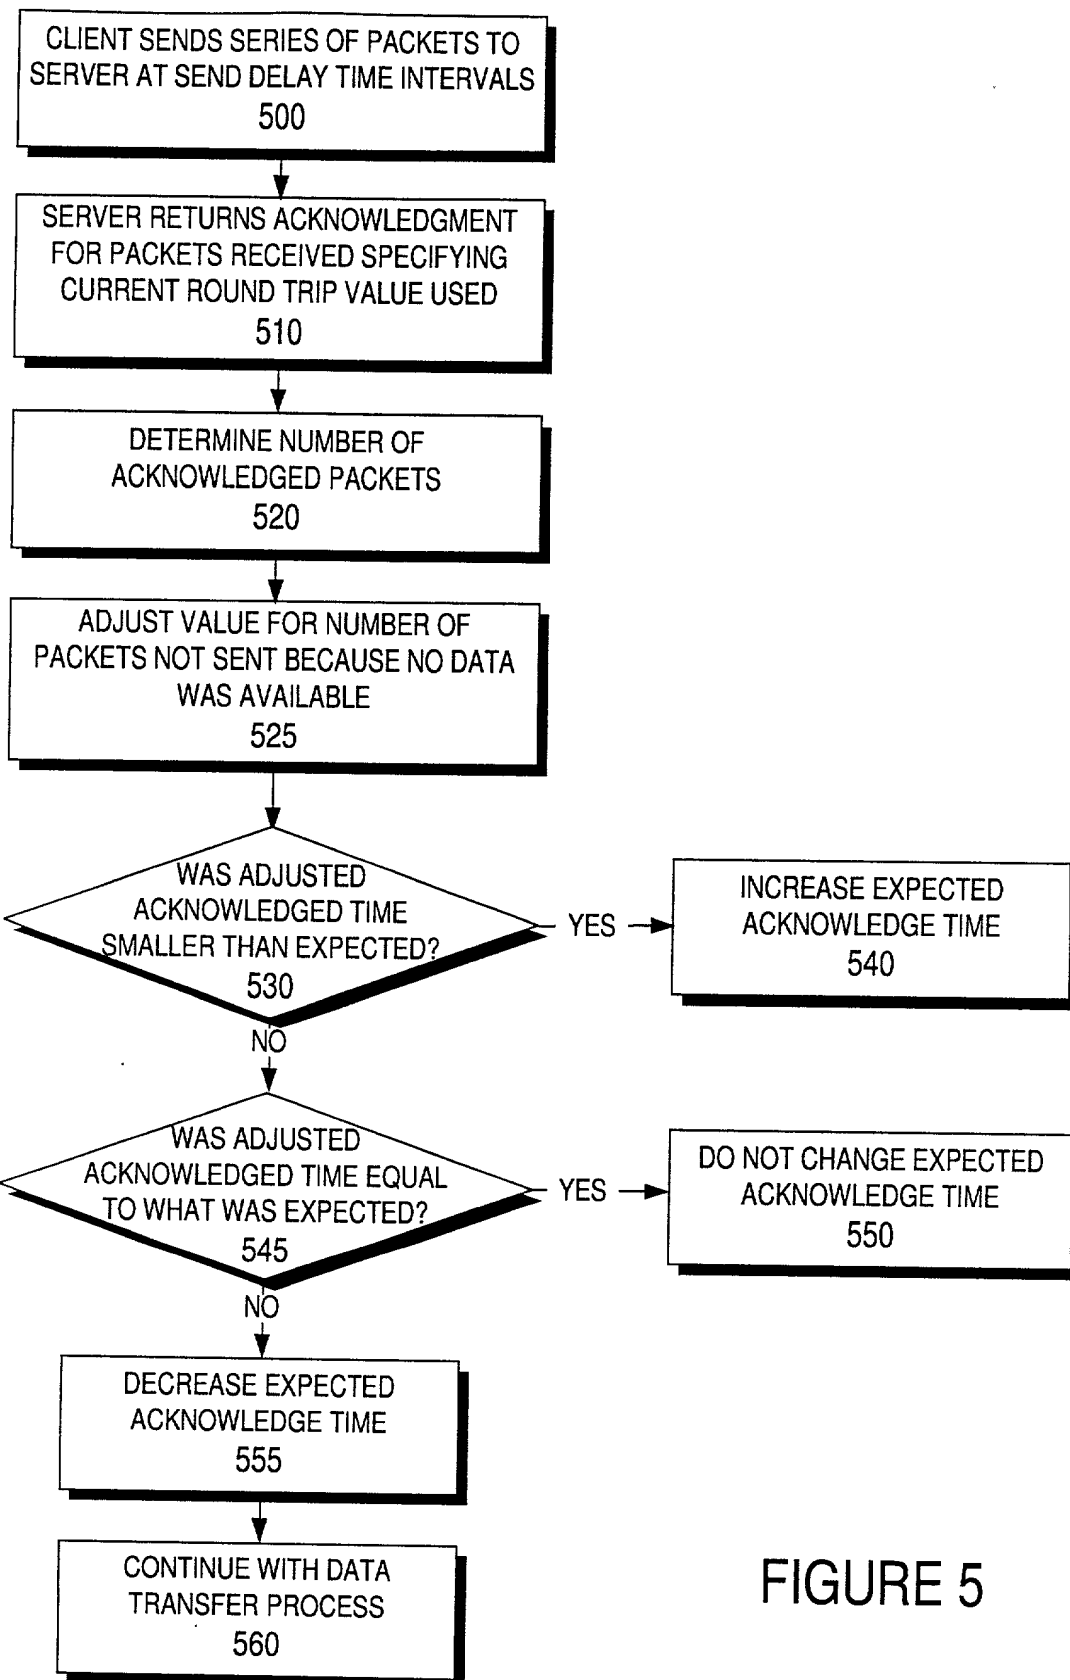 CLIENT SENDS SERIES OF PACKETS TO
SERVER AT SEND DELAY TIME INTERVALS
500
SERVER RETURNS ACKNOWLEDGMENT
FOR PACKETS RECEIVED SPECIFYING
CURRENT ROUND TRIP VALUE USED
510
DETERMINE NUMBER OF
ACKNOWLEDGED PACKETS
520
ADJUST VALUE FOR NUMBER OF
PACKETS NOT SENT BECAUSE NO DATA
WAS AVAILABLE
525
WAS ADJUSTED
ACKNOWLEDGED TIME
SMALLER THAN EXPECTED?
530
YES
INCREASE EXPECTED
ACKNOWLEDGE TIME
540
NO
WAS ADJUSTED
ACKNOWLEDGED TIME EQUAL
TO WHAT WAS EXPECTED?
545
YES
DO NOT CHANGE EXPECTED
ACKNOWLEDGE TIME
550
NO
DECREASE EXPECTED
ACKNOWLEDGE TIME
555
CONTINUE WITH DATA
TRANSFER PROCESS
560
FIGURE 5